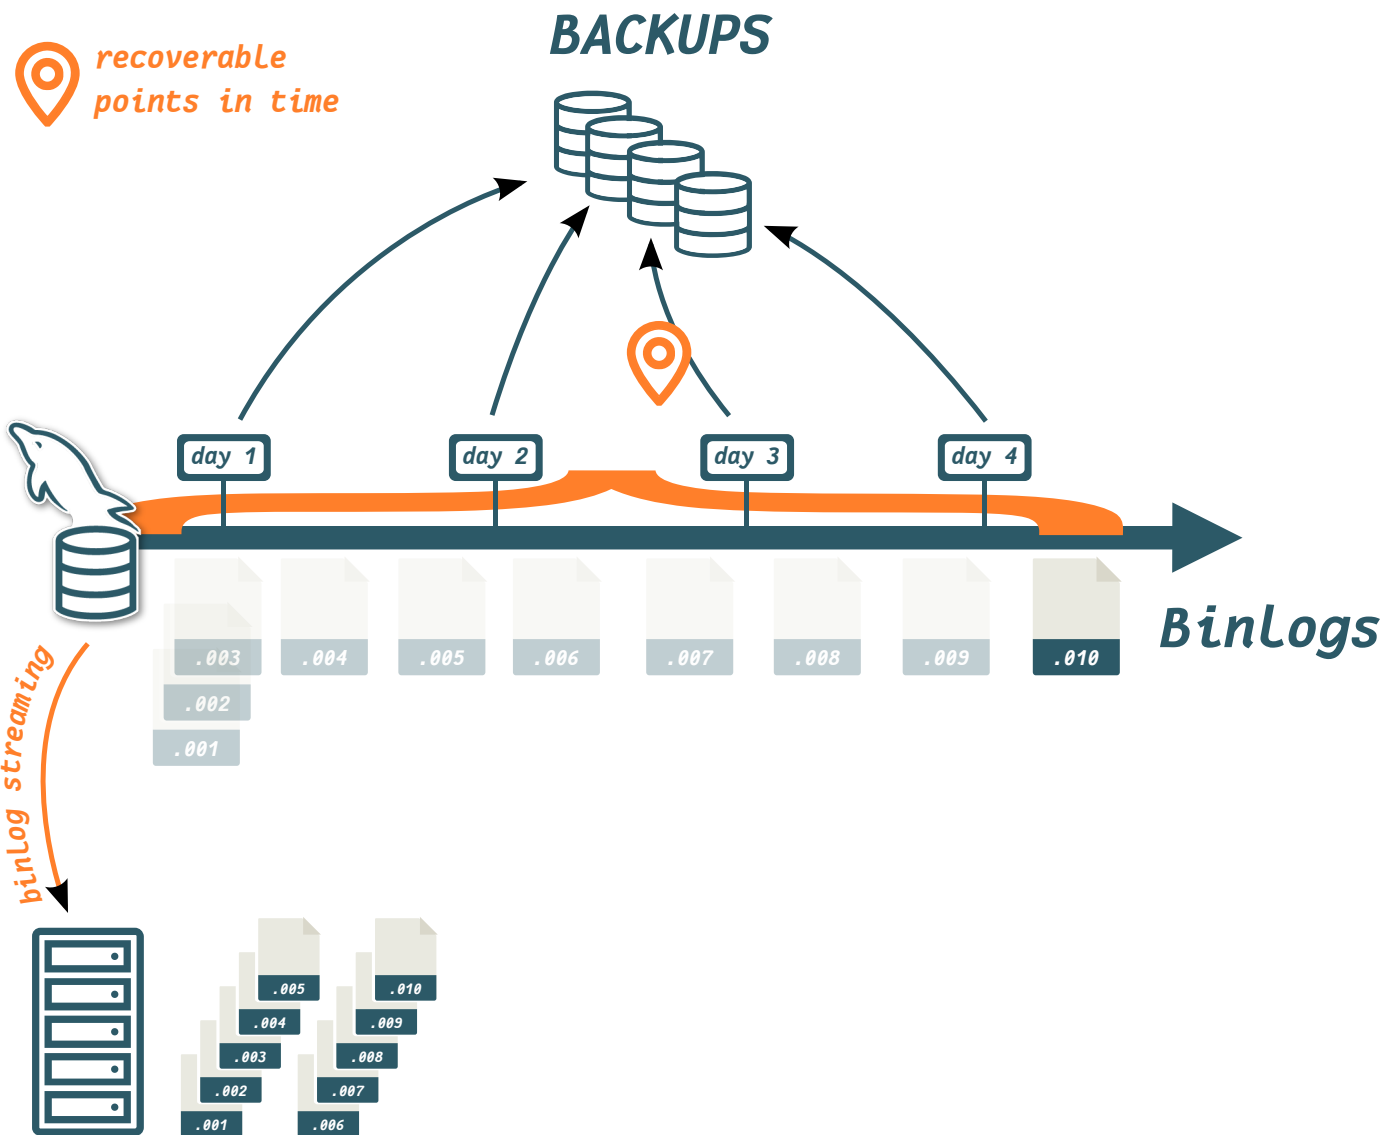 BACKUPS
recoverable
points in time
day 1
day 2
day 3
day 4
Binlogs
.003
.004
.005
.006
.007
.008
.009
.010
.002
.001
binlog streaming
.005
.010
.004
.009
.003
.008
.002
.007
.001
.006